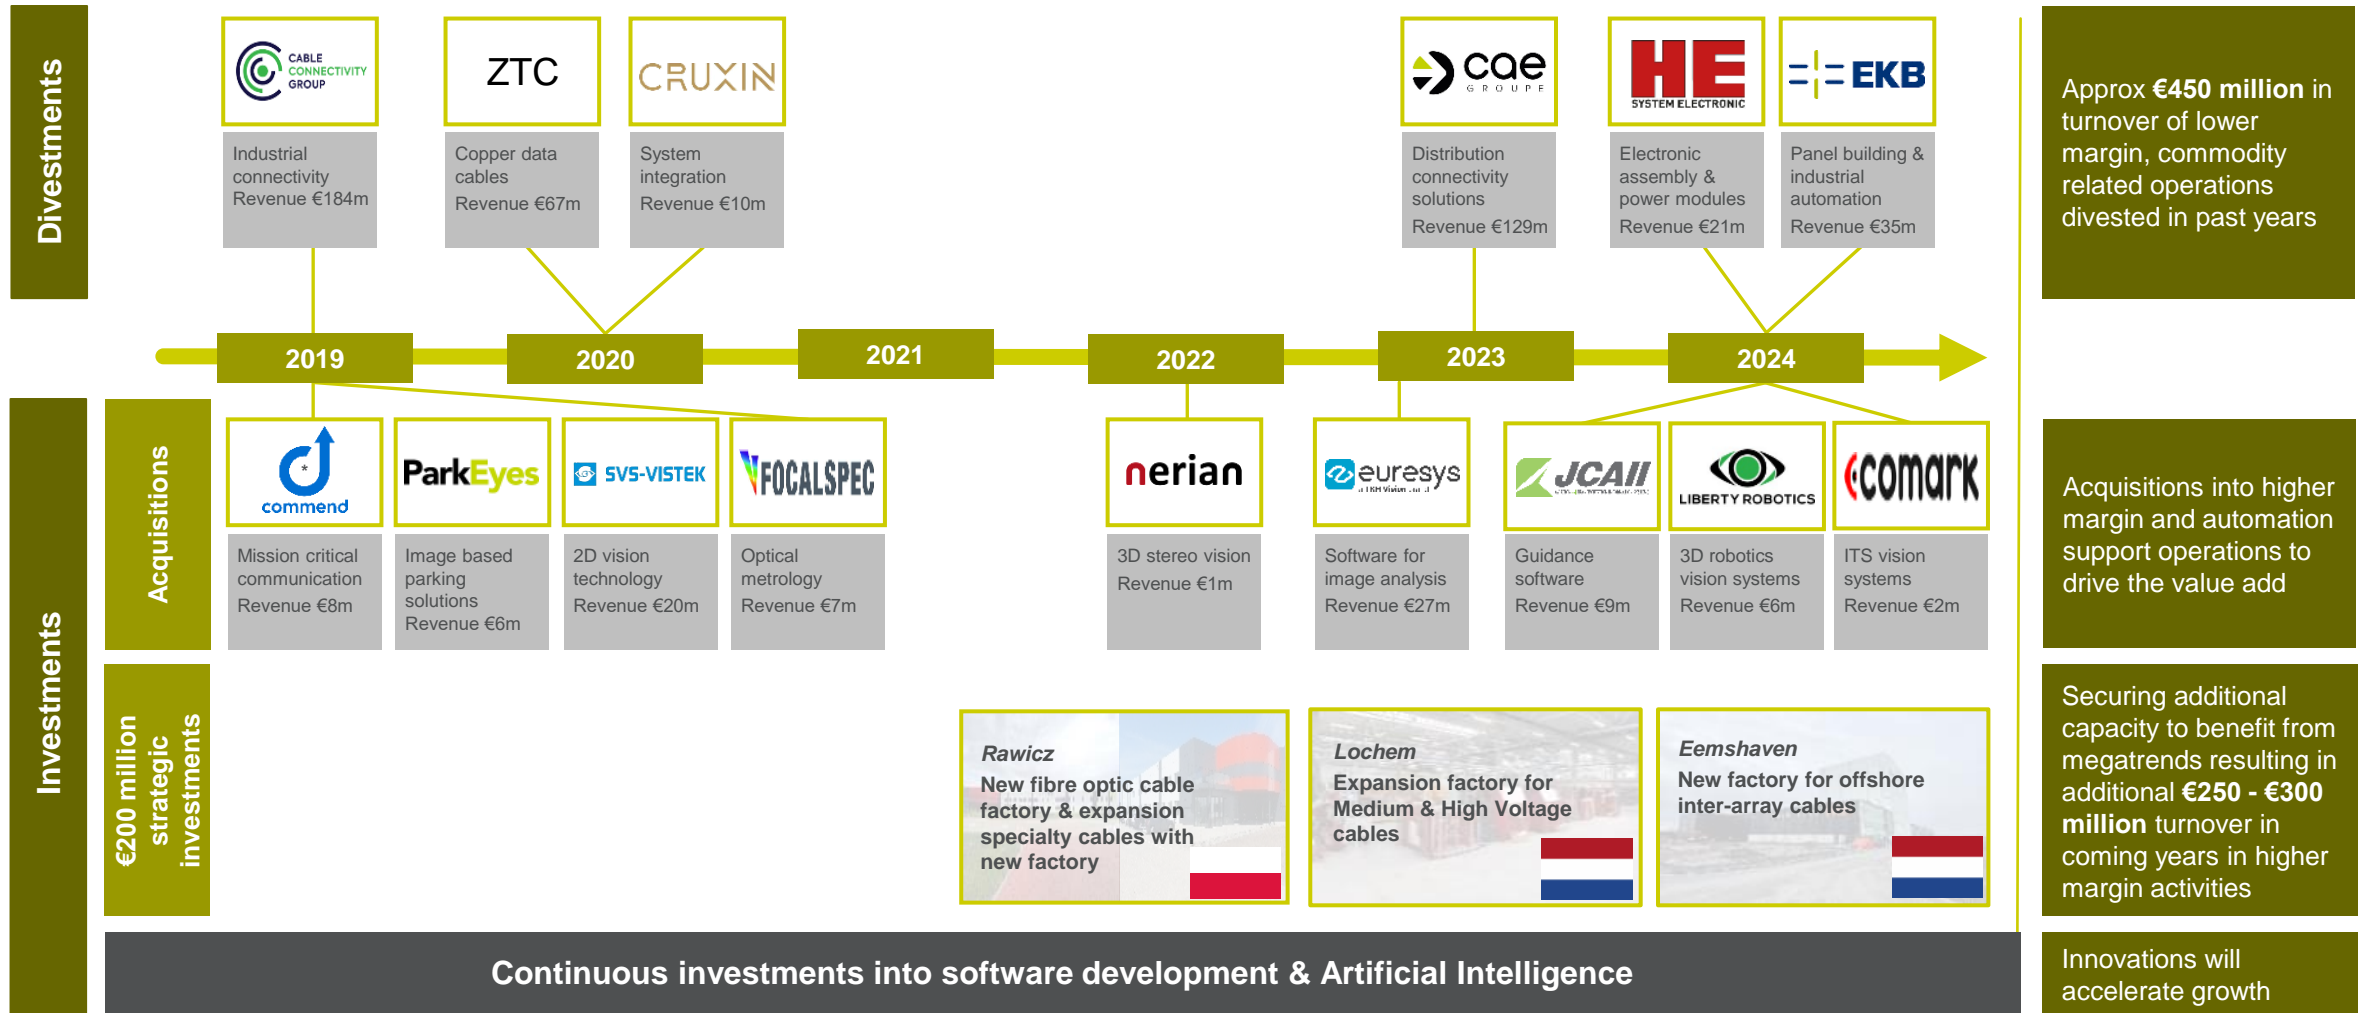 Divestments
CABLE
CONNECTIVITY
GROUP
Industrial
connectivity
Revenue €184m
ZTC
Copper data
cables
Revenue €67m
CRUXIN
System
integration
Revenue €10m
cae
GROUPE
Distribution
connectivity
solutions
Revenue €129m
HE
SYSTEM ELECTRONIC
Electronic
assembly &
power modules
Revenue €21m
EKB
Panel building &
industrial
automation
Revenue €35m
Approx €450 million in
turnover of lower
margin, commodity
related operations
divested in past years
2019
2020
2021
2022
2023
2024
Investments
Acquisitions
*
commend
Mission critical
communication
Revenue €8m
ParkEyes
Image based
parking
solutions
Revenue €6m
SVS-VISTEK
2D vision
technology
Revenue €20m
FOCALSPEC
Optical
metrology
Revenue €7m
nerian
3D stereo vision
Revenue €1m
euresys
Software for
image analysis
Revenue €27m
JCAII
Guidance
software
Revenue €9m
LIBERTY ROBOTICS
3D robotics
vision systems
Revenue €6m
comark
ITS vision
systems
Revenue €2m
Acquisitions into higher
margin and automation
support operations to
drive the value add
€200 million
strategic
investments
Rawicz
New fibre optic cable
factory & expansion
specialty cables with
new factory
Lochem
Expansion factory for
Medium & High Voltage
cables
Eemshaven
New factory for offshore
inter-array cables
Securing additional
capacity to benefit from
megatrends resulting in
additional €250 - €300
million turnover in
coming years in higher
margin activities
Continuous investments into software development & Artificial Intelligence
Innovations will
accelerate growth